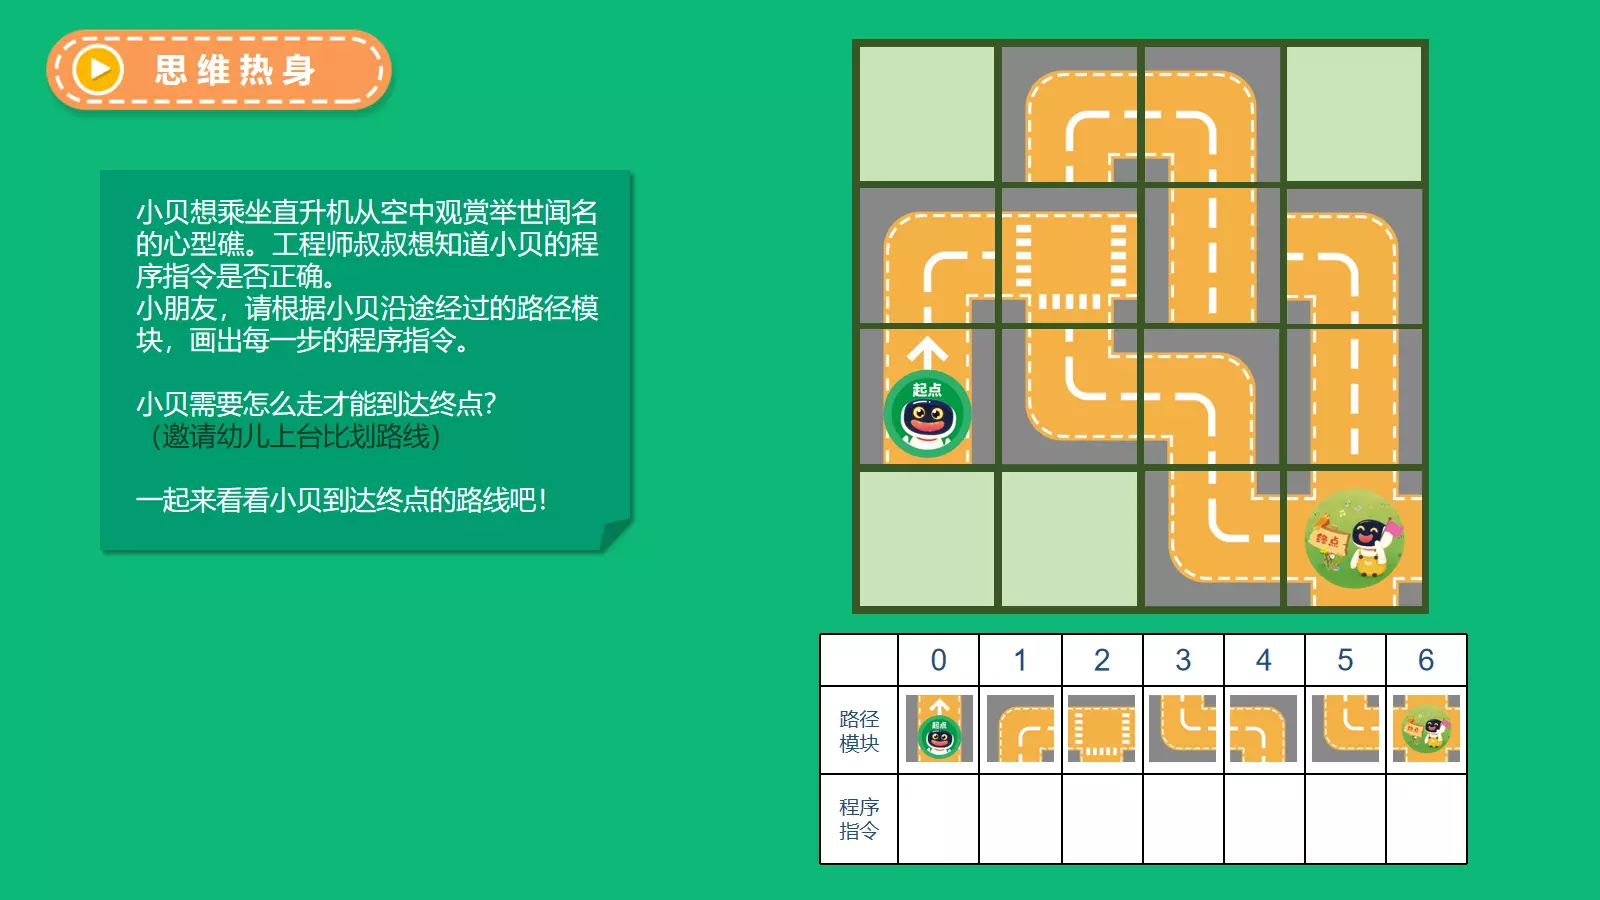 思维热身
小贝想乘坐直升机从空中观赏举世闻名
的心型礁。工程师叔叔想知道小贝的程
序指令是否正确。
小朋友，请根据小贝沿途经过的路径模
块，画出每一步的程序指令。
小贝需要怎么走才能到达终点？
（邀请幼儿上台比划路线）
一起来看看小贝到达终点的路线吧！
起点
终点
0 1 2 3 4 5 6
路径
模块
起点
终点
程序
指令